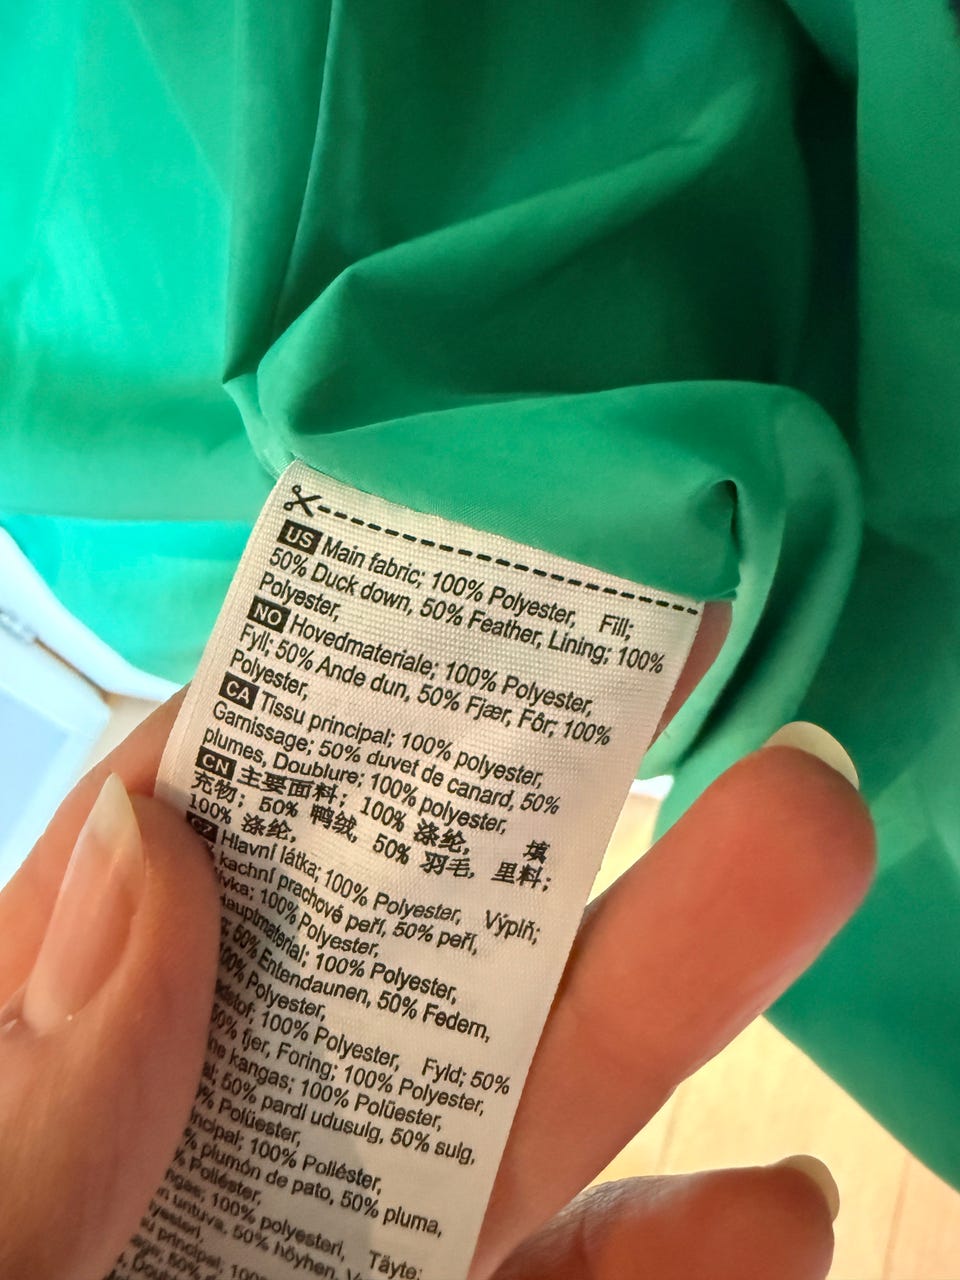 US Main fabric; 100% Polyester, Fill;
50% Duck down, 50% Feather, Lining; 100%
Polyester,
NO Hovedmateriale; 100% Polyester,
Fyll; 50% Ande dun, 50% Fjær, Fôr; 100%
Polyester,
CA Tissu principal; 100% polyester,
Garnissage; 50% duvet de canard, 50%
plumes, Doublure; 100% polyester,
CN 主要面料; 100% 涤纶, 填
充物; 50% 鸭绒, 50% 羽毛, 里料;
100% 涤纶,
CZ Hlavní látka; 100% Polyester, Výplň;
kachní prachové peří, 50% peří,
100% Polyester,
100% Polyester,
50% Entendaunen, 50% Federn,
100% Polyester,
100% Polyester, Fyld; 50%
50% fjer, Foring; 100% Polyester,
kangas; 100% Polüester,
50% pardi udusulg, 50% sulg,
Polüester,
100% Poliéster,
plumón de pato, 50% pluma,
Poliéster,
100% polyesteri, Täyte;
untuva, 50% höyhen,
principal; 100%
50%